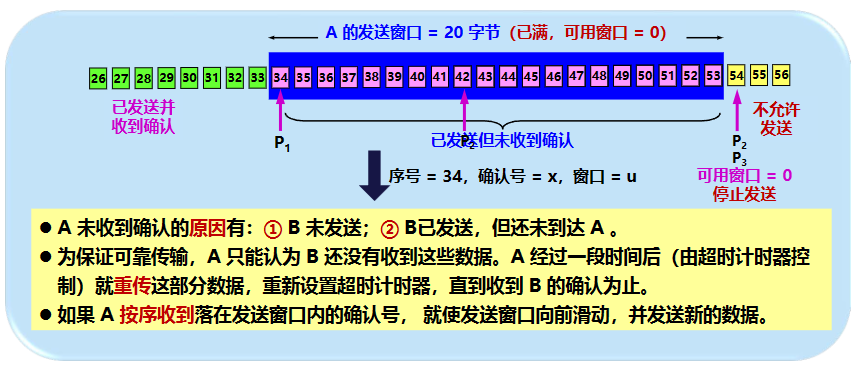 A 的发送窗口 = 20 字节（已满，可用窗口 = 0）
26 27 28 29 30 31 32 33 34 35 36 37 38 39 40 41 42 43 44 45 46 47 48 49 50 51 52 53 54 55 56
已发送并
收到确认
已发送但未收到确认
不允许
发送
P1
P2
P2
P3
可用窗口 = 0
停止发送
序号 = 34，确认号 = x，窗口 = u
● A 未收到确认的原因有：① B 未发送；② B已发送，但还未到达 A 。
● 为保证可靠传输，A 只能认为 B 还没有收到这些数据。A 经过一段时间后（由超时计时器控
制）就重传这部分数据，重新设置超时计时器，直到收到 B 的确认为止。
● 如果 A 按序收到落在发送窗口内的确认号， 就使发送窗口向前滑动，并发送新的数据。